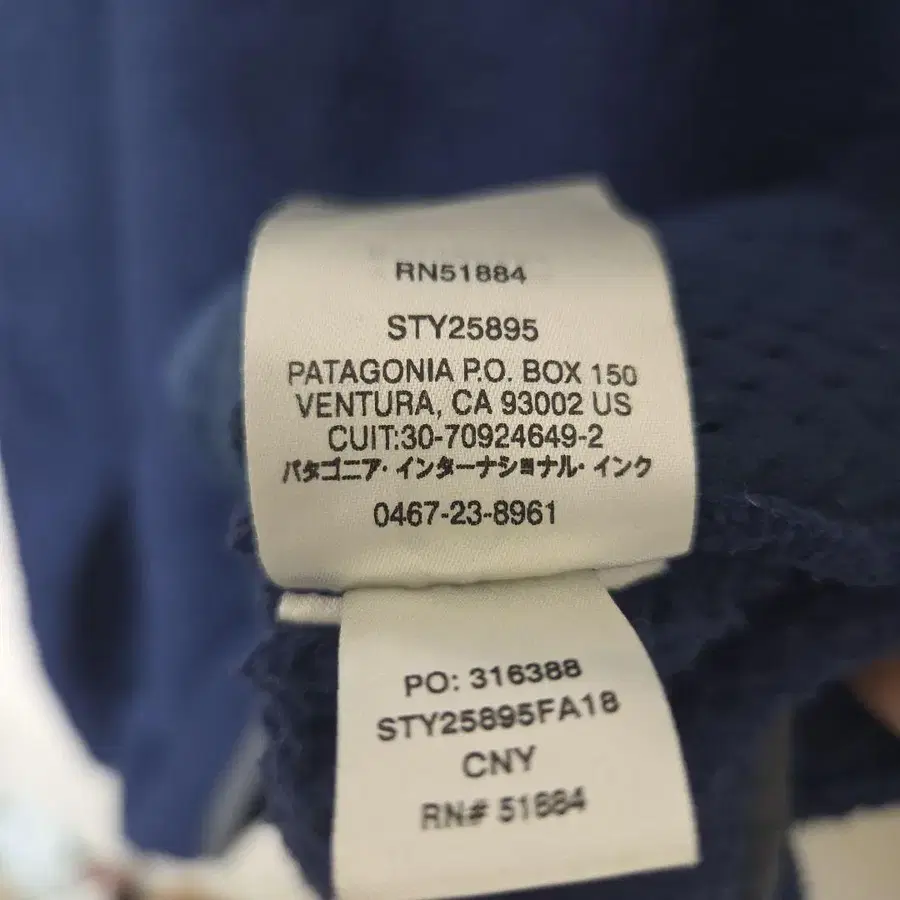 RN51884
STY25895
PATAGONIA P.O. BOX 150
VENTURA, CA 93002 US
CUIT:30-70924649-2
パタゴニア・インターナショナル・インク
0467-23-8961
PO: 316388
STY25895FA18
CNY
RN# 51884